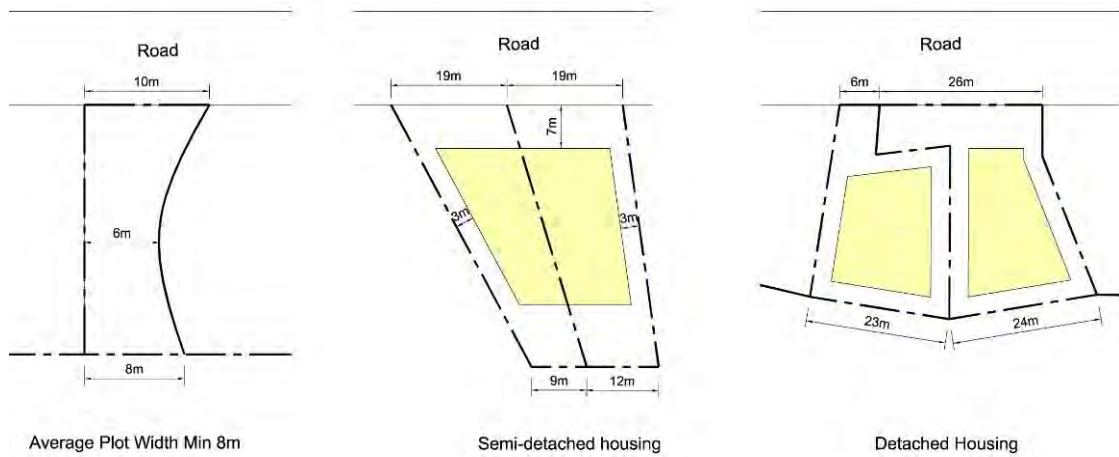 Road
10m
6m
8m
Average Plot Width Min 8m
Road
19m
19m
7m
3m
3m
9m
12m
Semi-detached housing
Road
6m
26m
23m
24m
Detached Housing